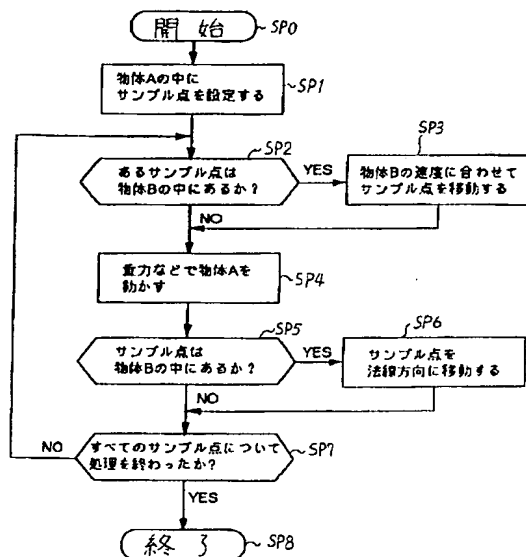 開始
SP0
物体Aの中に
サンプル点を設定する
SP1
SP2
あるサンプル点は
物体Bの中にあるか?
YES
SP3
物体Bの速度に合わせて
サンプル点を移動する
NO
重力などで物体Aを
動かす
SP4
SP5
サンプル点は
物体Bの中にあるか?
YES
SP6
サンプル点を
法線方向に移動する
NO
すべてのサンプル点について
処理を終わったか?
SP7
NO
YES
終了
SP8